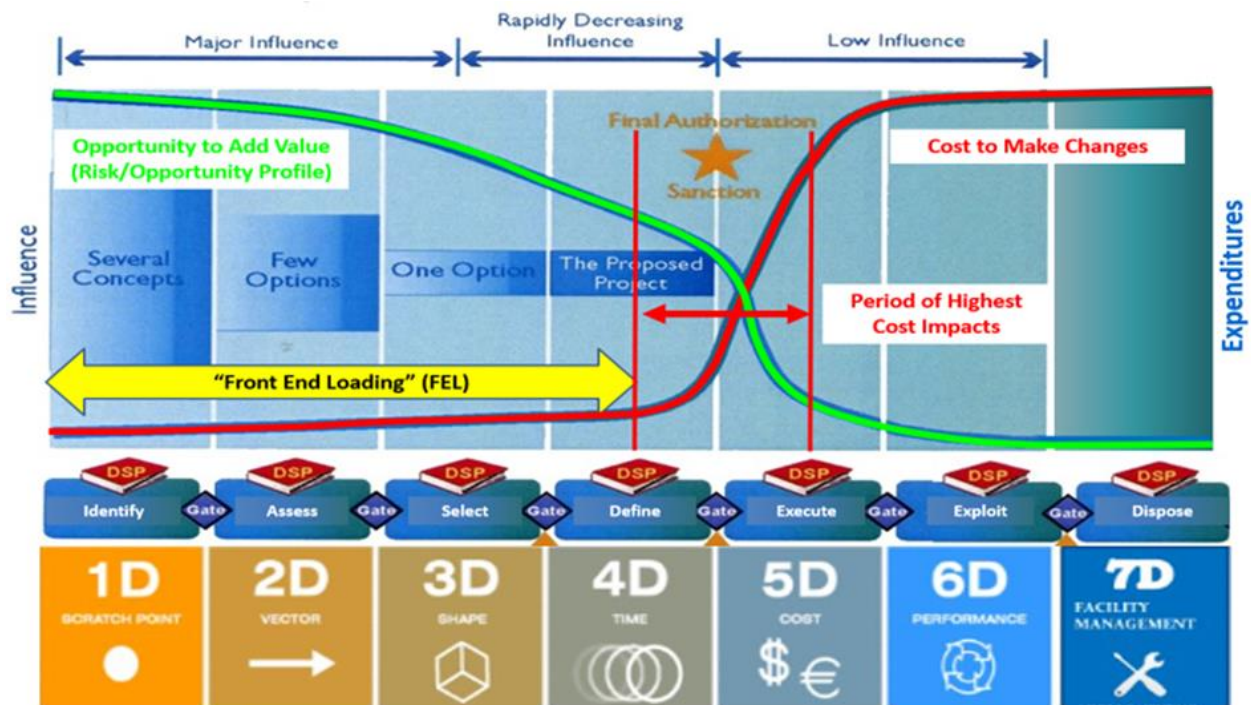 Major Influence
Rapidly Decreasing
Influence
Low Influence
Final Authorization
Sanction
Opportunity to Add Value
(Risk/Opportunity Profile)
Cost to Make Changes
Several
Concepts
Few
Options
One Option
The Proposed
Project
Period of Highest
Cost Impacts
Influence
Expenditures
“Front End Loading” (FEL)
DSP
DSP
DSP
DSP
DSP
DSP
DSP
Identify
Gate
Assess
Gate
Select
Gate
Define
Gate
Execute
Gate
Exploit
Gate
Dispose
1D
SCRATCH POINT
2D
VECTOR
3D
SHAPE
4D
TIME
5D
COST
$ €
6D
PERFORMANCE
7D
FACILITY
MANAGEMENT